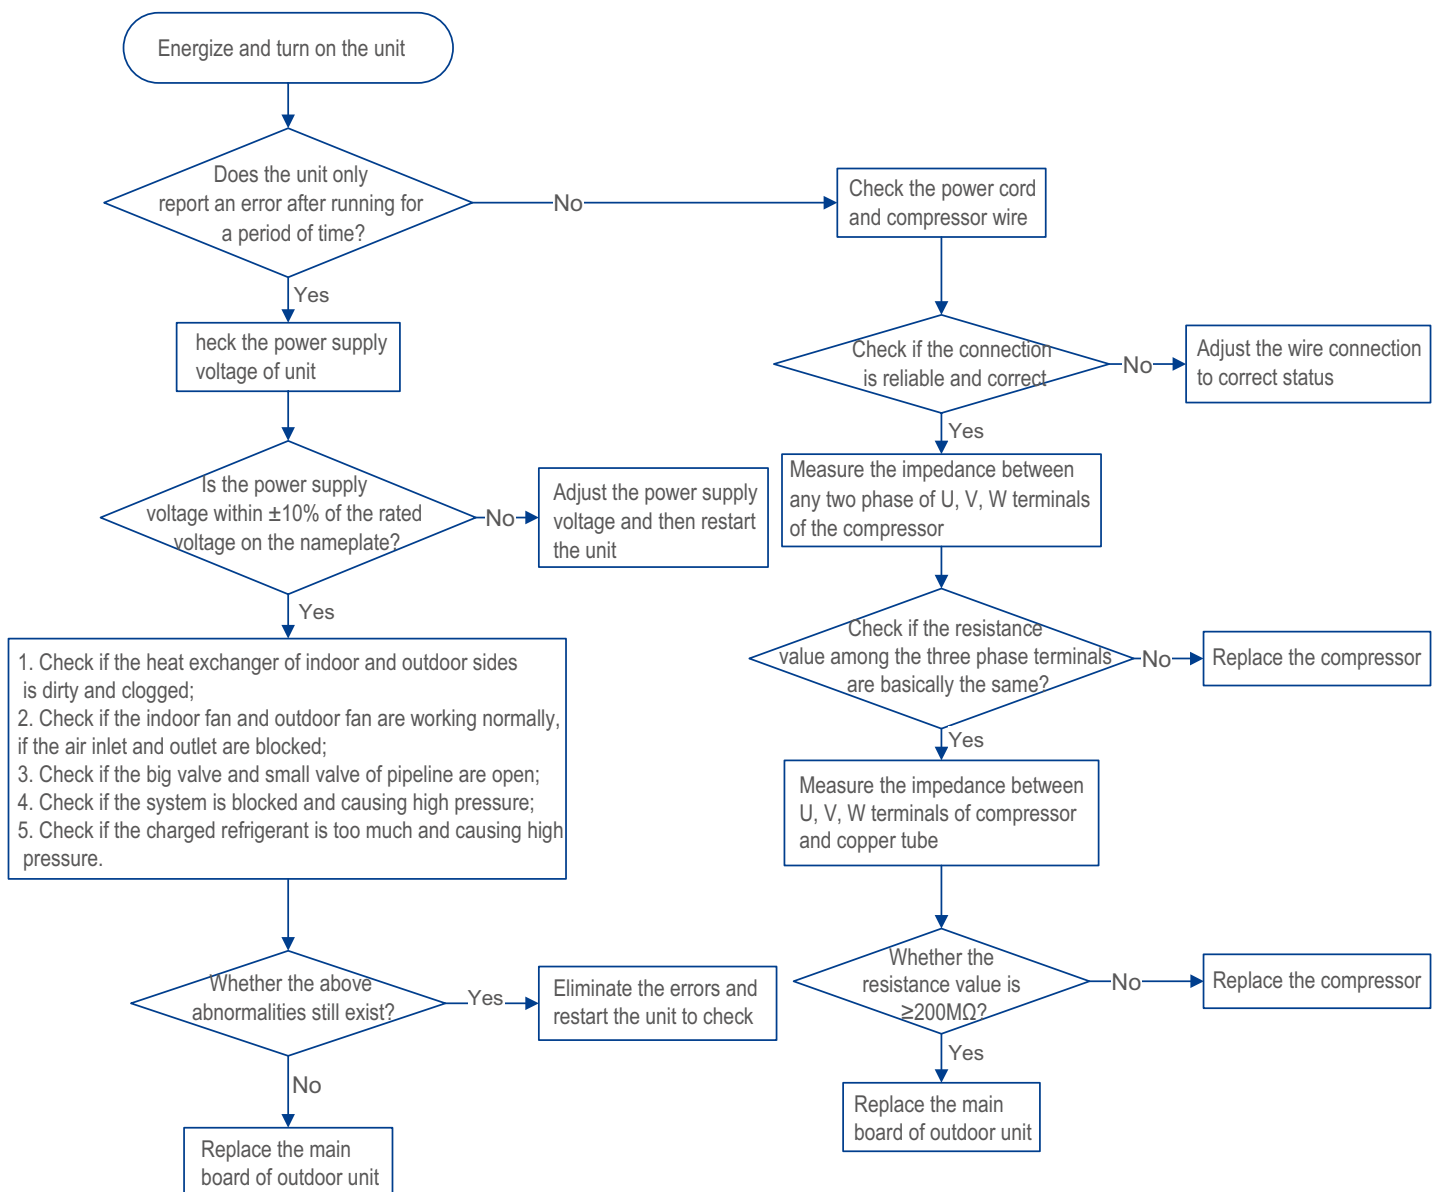 Energize and turn on the unit
Does the unit only
report an error after running for
a period of time?
No
Check the power cord
and compressor wire
Yes
heck the power supply
voltage of unit
Check if the connection
is reliable and correct
No
Adjust the wire connection
to correct status
Yes
Is the power supply
voltage within ±10% of the rated
voltage on the nameplate?
No
Adjust the power supply
voltage and then restart
the unit
Measure the impedance between
any two phase of U, V, W terminals
of the compressor
Yes
Check if the resistance
value among the three phase terminals
are basically the same?
No
Replace the compressor
1. Check if the heat exchanger of indoor and outdoor sides
is dirty and clogged;
2. Check if the indoor fan and outdoor fan are working normally,
if the air inlet and outlet are blocked;
3. Check if the big valve and small valve of pipeline are open;
4. Check if the system is blocked and causing high pressure;
5. Check if the charged refrigerant is too much and causing high
pressure.
Yes
Measure the impedance between
U, V, W terminals of compressor
and copper tube
Whether the above
abnormalities still exist?
Yes
Eliminate the errors and
restart the unit to check
Whether the
resistance value is
≥200MΩ?
No
Replace the compressor
No
Replace the main
board of outdoor unit
Yes
Replace the main
board of outdoor unit